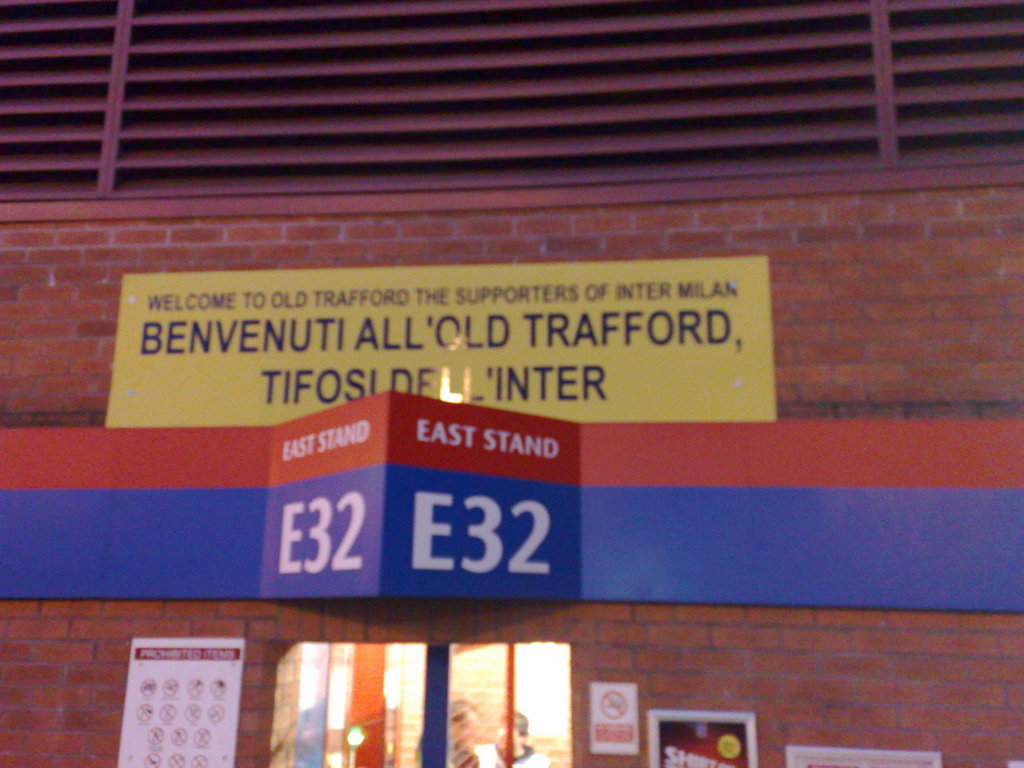 WELCOME TO OLD TRAFFORD THE SUPPORTERS OF INTER MILAN
BENVENUTI ALL'OLD TRAFFORD,
TIFOSI DELL'INTER
EAST STAND
EAST STAND
E32
E32
PROHIBITED ITEMS